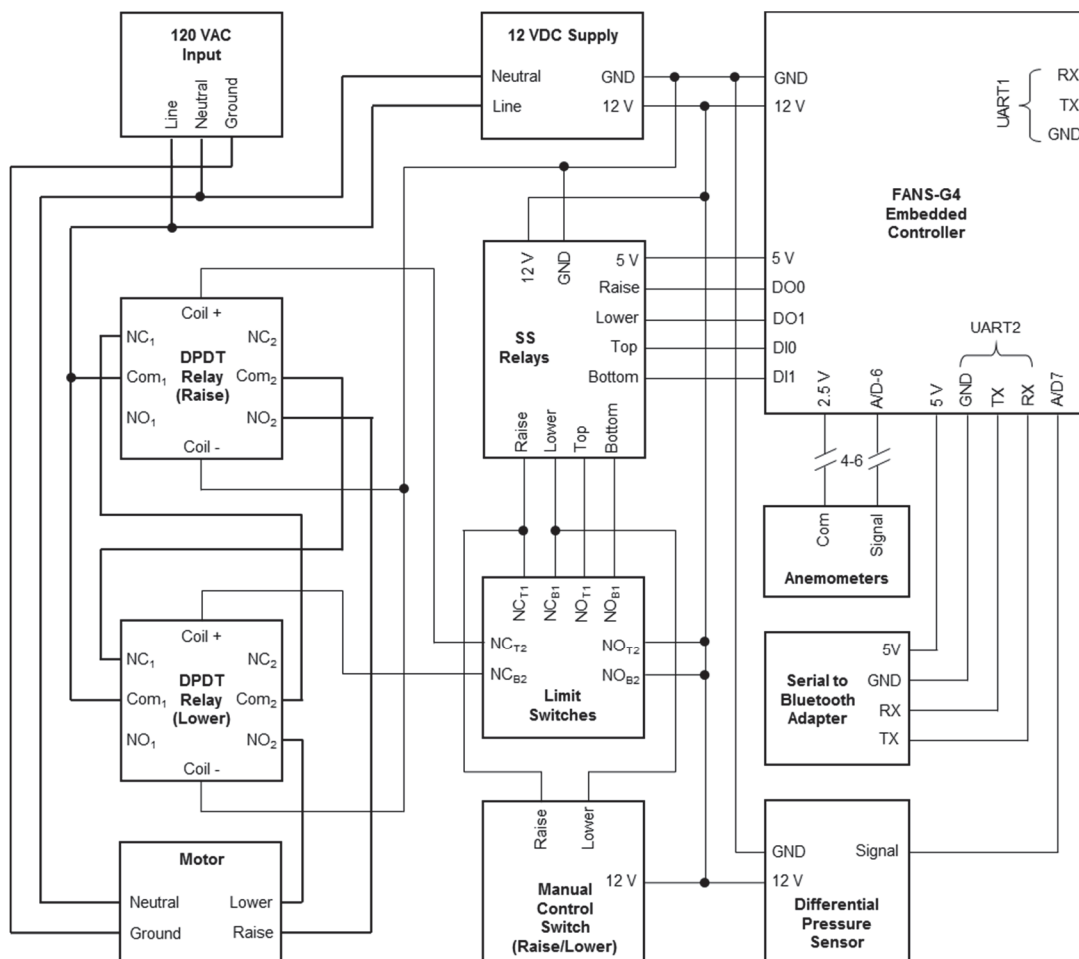 120 VAC
Input
Line
Neutral
Ground
12 VDC Supply
Neutral
GND
Line
12 V
GND
12 V
UART1
RX
TX
GND
FANS-G4
Embedded
Controller
5 V
DO0
DO1
DI0
DI1
2.5 V
A/D-6
UART2
5 V
GND
TX
RX
A/D7
12 V
GND
5 V
Raise
Lower
Top
Bottom
SS
Relays
Raise
Lower
Top
Bottom
Coil +
NC1
NC2
DPDT
Relay
(Raise)
Com1
Com2
NO1
NO2
Coil -
4-6
Com
Signal
Anemometers
NCT1
NCB1
NOT1
NOB1
NCT2
NOT2
NCB2
NOB2
Limit
Switches
Coil +
NC1
NC2
DPDT
Relay
(Lower)
Com1
Com2
NO1
NO2
Coil -
5V
GND
RX
TX
Serial to
Bluetooth
Adapter
Motor
Neutral
Lower
Ground
Raise
Raise
Lower
12 V
Manual
Control
Switch
(Raise/Lower)
GND
Signal
12 V
Differential
Pressure
Sensor